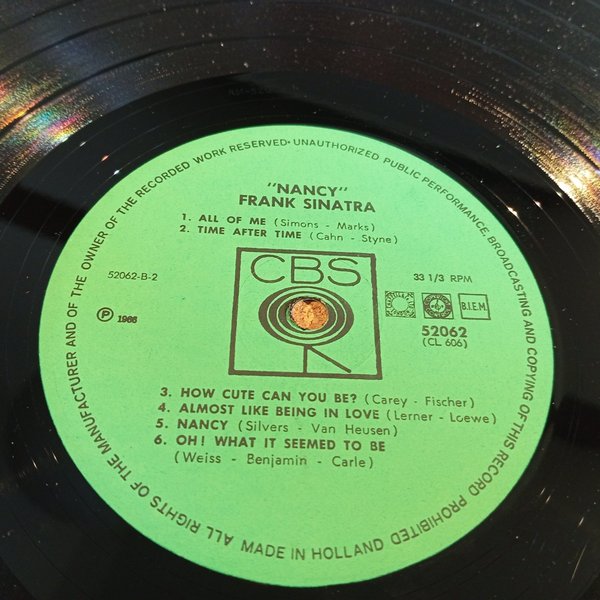 ALL RIGHTS OF THE MANUFACTURER AND OF THE OWNER OF THE RECORDED WORK RESERVED • UNAUTHORIZED PUBLIC PERFORMANCE, BROADCASTING AND COPYING OF THIS RECORD PROHIBITED
"NANCY"
FRANK SINATRA
1. ALL OF ME (Simons - Marks)
2. TIME AFTER TIME (Cahn - Styne)
CBS
52062-B-2
33 1/3 RPM
B.I.E.M.
℗ 1966
52062
(CL 606)
3. HOW CUTE CAN YOU BE? (Carey - Fischer)
4. ALMOST LIKE BEING IN LOVE (Lerner - Loewe)
5. NANCY (Silvers - Van Heusen)
6. OH! WHAT IT SEEMED TO BE
(Weiss - Benjamin - Carle)
MADE IN HOLLAND